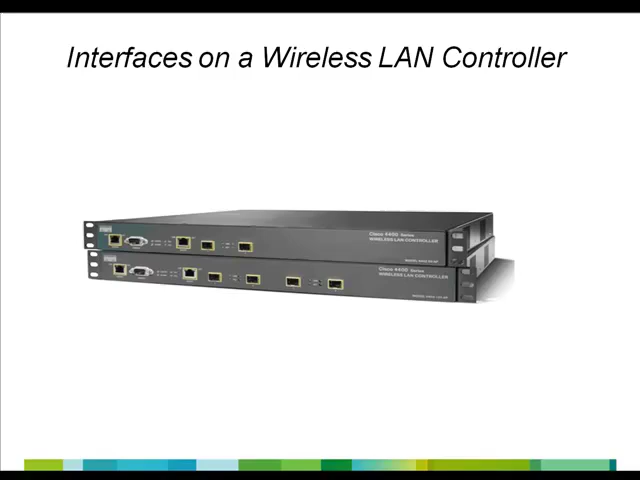 Interfaces on a Wireless LAN Controller
Cisco 4400 Series
WIRELESS LAN CONTROLLER
Cisco 4400 Series
WIRELESS LAN CONTROLLER